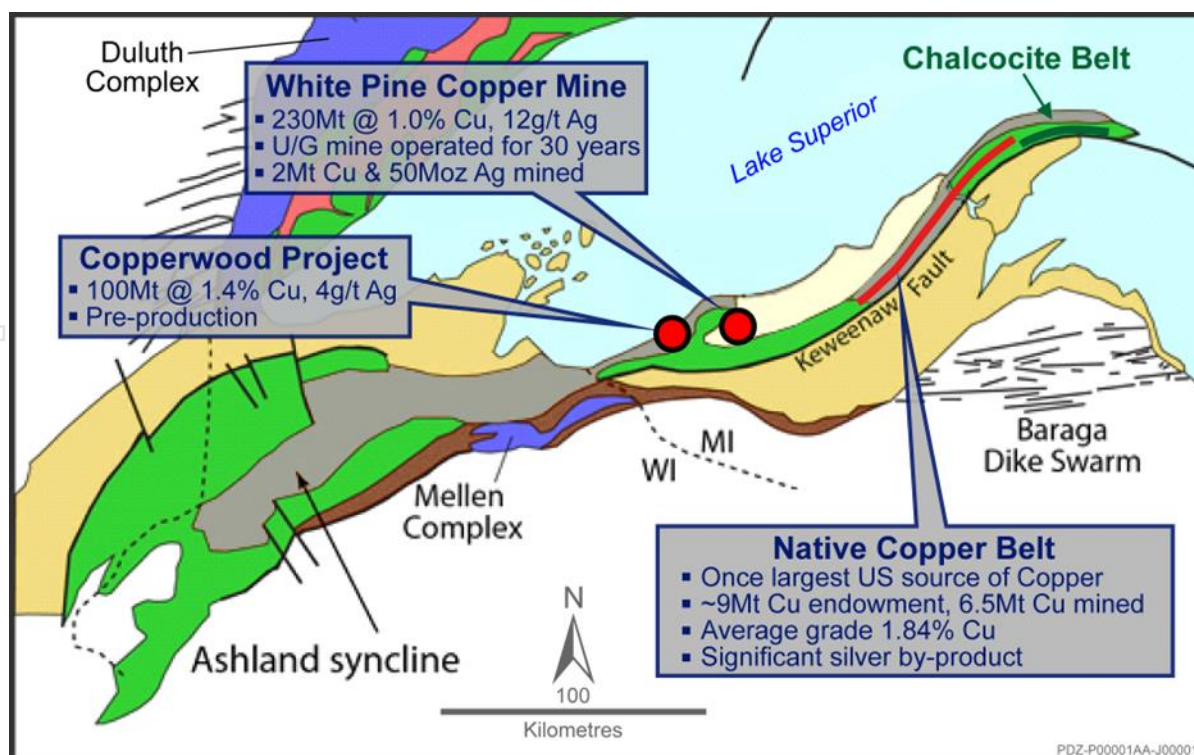 Duluth
Complex
White Pine Copper Mine
▪ 230Mt @ 1.0% Cu, 12g/t Ag
▪ U/G mine operated for 30 years
▪ 2Mt Cu & 50Moz Ag mined
Chalcocite Belt
Lake Superior
Copperwood Project
▪ 100Mt @ 1.4% Cu, 4g/t Ag
▪ Pre-production
Keweenaw Fault
Baraga
Dike Swarm
MI
WI
Mellen
Complex
Native Copper Belt
▪ Once largest US source of Copper
▪ ~9Mt Cu endowment, 6.5Mt Cu mined
▪ Average grade 1.84% Cu
▪ Significant silver by-product
Ashland syncline
N
100
Kilometres